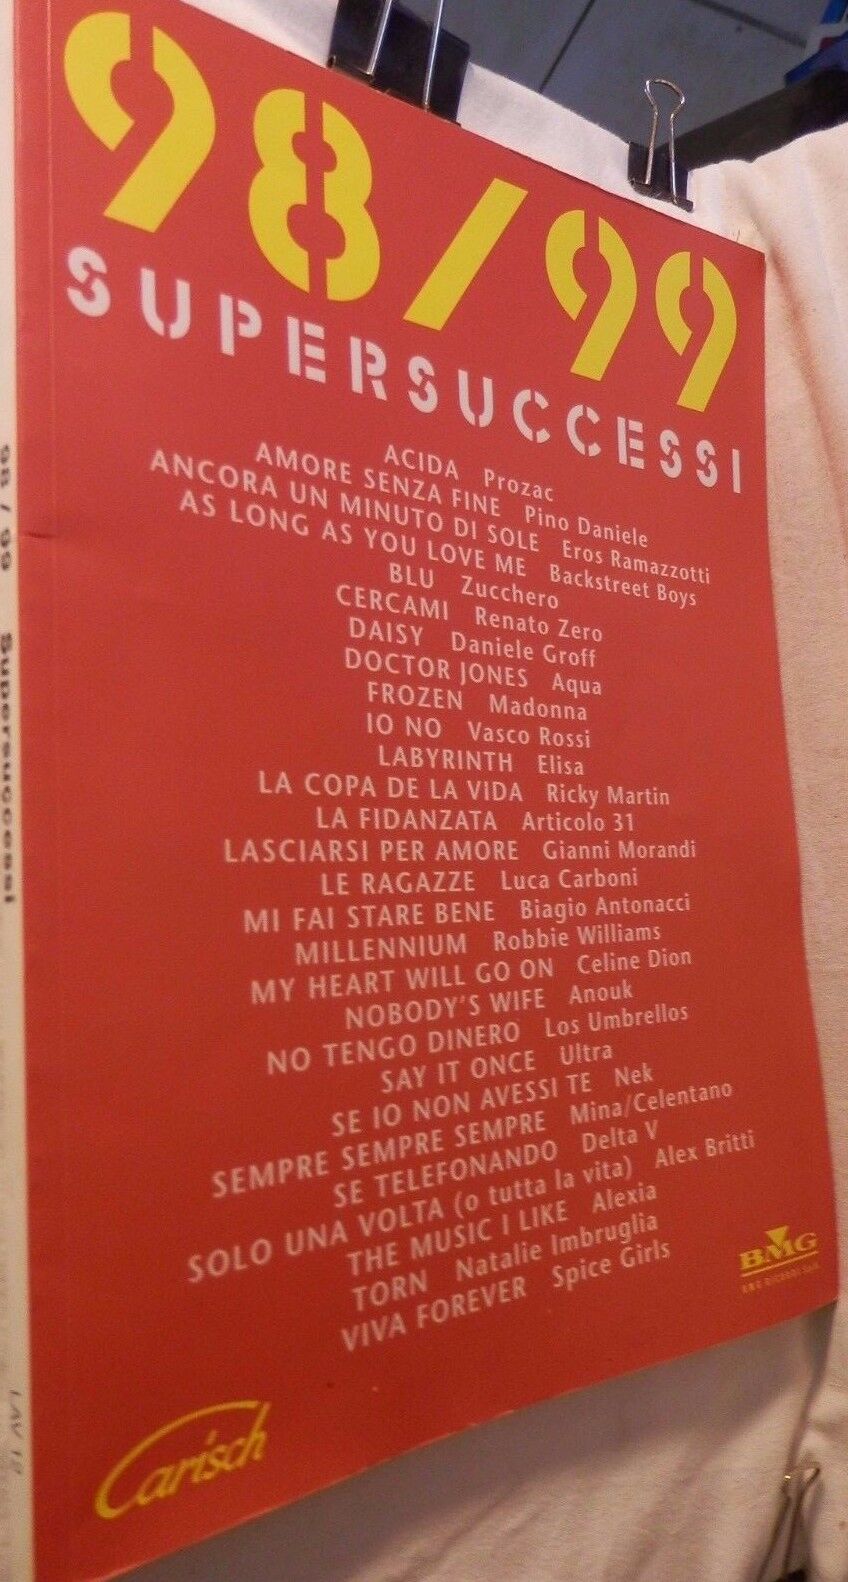 98/99
SUPERSUCCESSI
ACIDA Prozac
AMORE SENZA FINE Pino Daniele
ANCORA UN MINUTO DI SOLE Eros Ramazzotti
AS LONG AS YOU LOVE ME Backstreet Boys
BLU Zucchero
CERCAMI Renato Zero
DAISY Daniele Groff
DOCTOR JONES Aqua
FROZEN Madonna
IO NO Vasco Rossi
LABYRINTH Elisa
LA COPA DE LA VIDA Ricky Martin
LA FIDANZATA Articolo 31
LASCIARSI PER AMORE Gianni Morandi
LE RAGAZZE Luca Carboni
MI FAI STARE BENE Biagio Antonacci
MILLENNIUM Robbie Williams
MY HEART WILL GO ON Celine Dion
NOBODY'S WIFE Anouk
NO TENGO DINERO Los Umbrellos
SAY IT ONCE Ultra
SE IO NON AVESSI TE Nek
SEMPRE SEMPRE SEMPRE Mina/Celentano
SE TELEFONANDO Delta V
SOLO UNA VOLTA (o tutta la vita) Alex Britti
THE MUSIC I LIKE Alexia
TORN Natalie Imbruglia
VIVA FOREVER Spice Girls
BMG
BMG RICORDI S.p.A.
Carisch
98 / 99 Supersuccessi